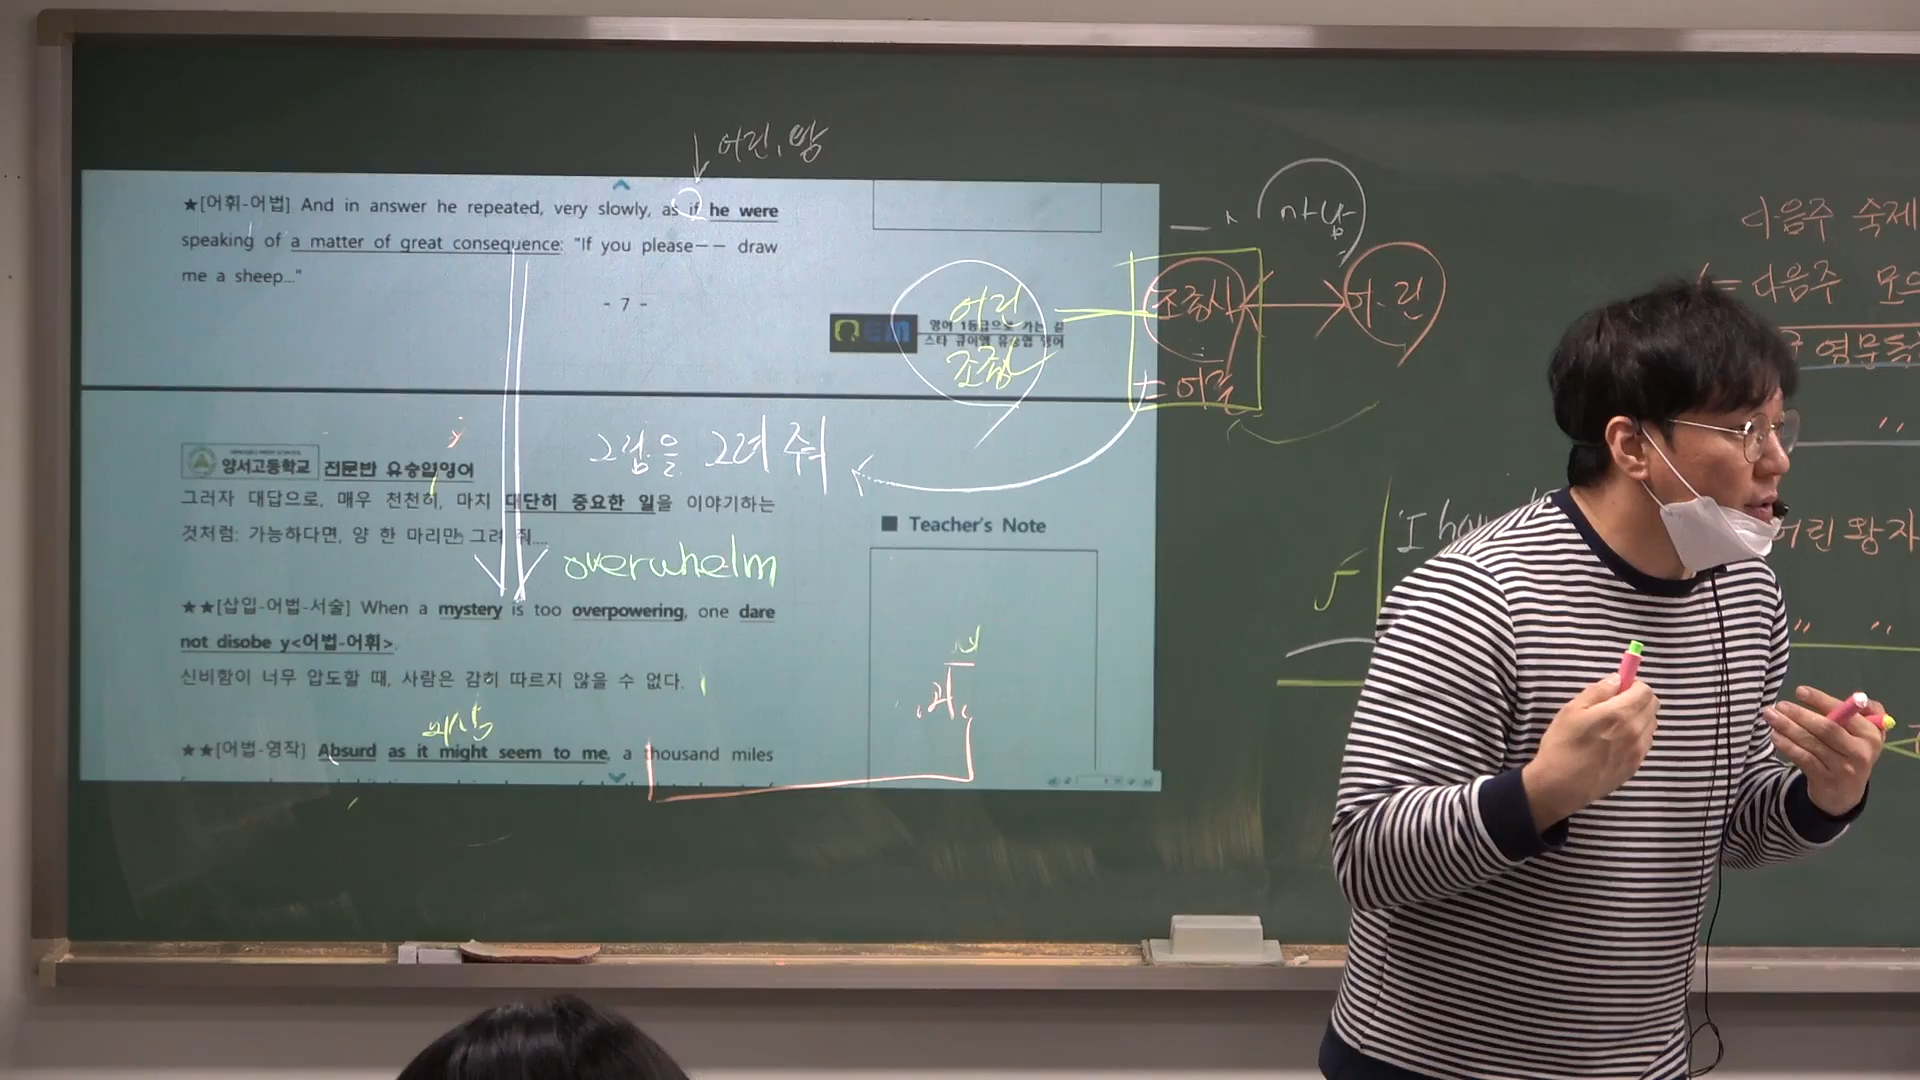 어린, 왕
★[어휘-어법] And in answer he repeated, very slowly, as if he were
speaking of a matter of great consequence: "If you please—— draw
me a sheep..."
- 7 -
영어 1등급으로 가는 길
스타 큐이엠 유승엽 영어
어린
조종
조종사
= 어른
어린
그림을 그려 줘
양서고등학교 전문반 유승엽영어
그러자 대답으로, 매우 천천히, 마치 대단히 중요한 일을 이야기하는
것처럼: 가능하다면, 양 한 마리만 그려 줘....
overwhelm
■ Teacher's Note
★★[삽입-어법-서술] When a mystery is too overpowering, one dare
not disobe y<어법-어휘>.
신비함이 너무 압도할 때, 사람은 감히 따르지 않을 수 없다.
★★[어법-영작] Absurd as it might seem to me, a thousand miles
다음주 숙제
= 다음주
어린왕자